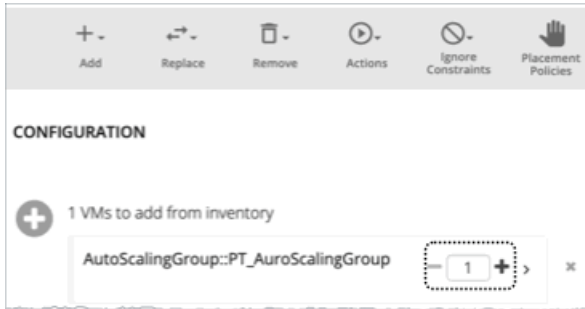 Add
Replace
Remove
Actions
Ignore
Constraints
Placement
Policies
CONFIGURATION
1 VMs to add from inventory
AutoScalingGroup::PT_AuroScalingGroup
1